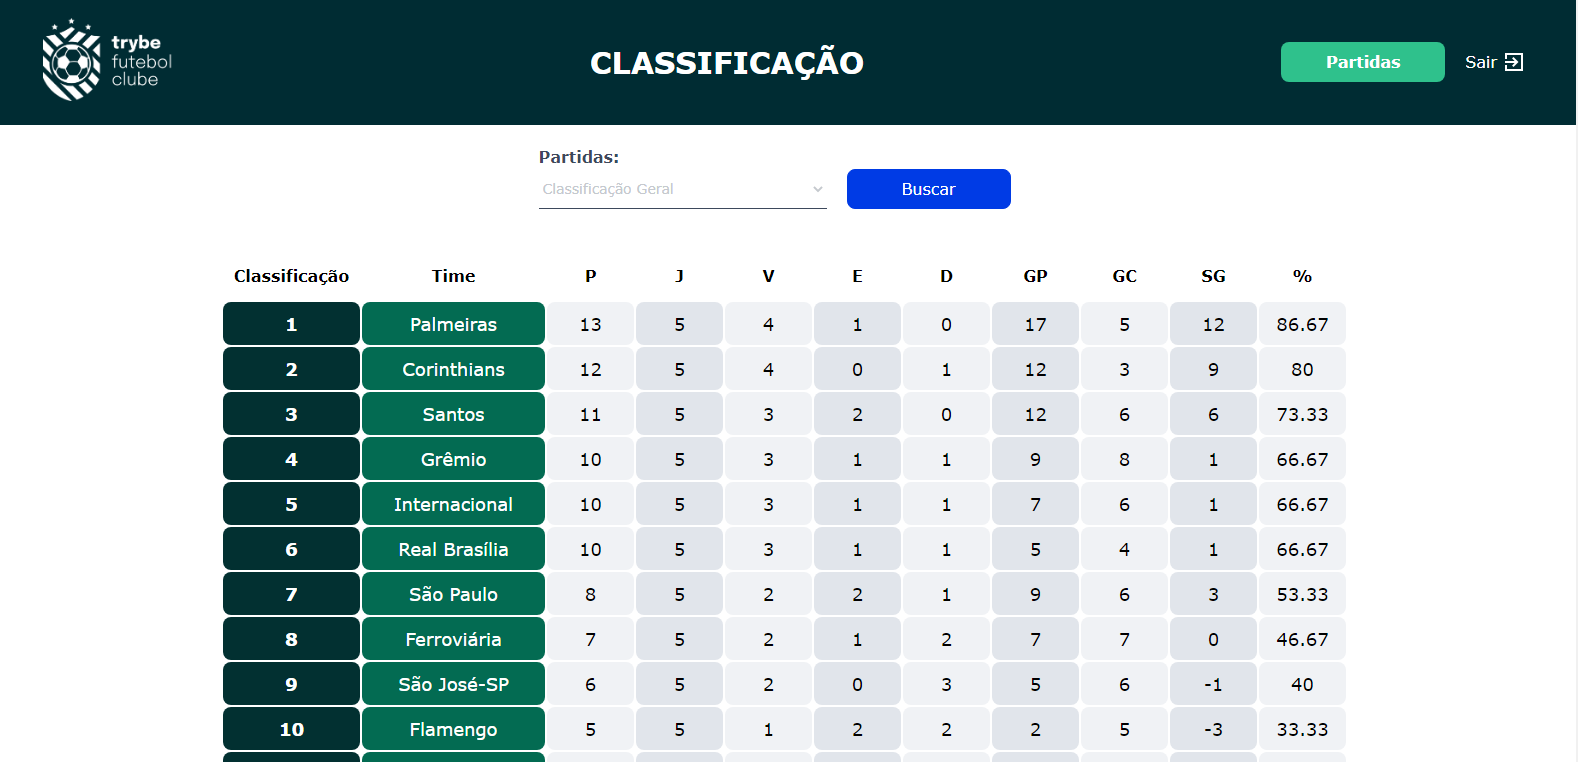 trybe
futebol
clube
CLASSIFICAÇÃO
Partidas
Sair
Partidas:
Classificação Geral
Buscar
Classificação Time P J V E D GP GC SG %
1 Palmeiras 13 5 4 1 0 17 5 12 86.67
2 Corinthians 12 5 4 0 1 12 3 9 80
3 Santos 11 5 3 2 0 12 6 6 73.33
4 Grêmio 10 5 3 1 1 9 8 1 66.67
5 Internacional 10 5 3 1 1 7 6 1 66.67
6 Real Brasília 10 5 3 1 1 5 4 1 66.67
7 São Paulo 8 5 2 2 1 9 6 3 53.33
8 Ferroviária 7 5 2 1 2 7 7 0 46.67
9 São José-SP 6 5 2 0 3 5 6 -1 40
10 Flamengo 5 5 1 2 2 2 5 -3 33.33